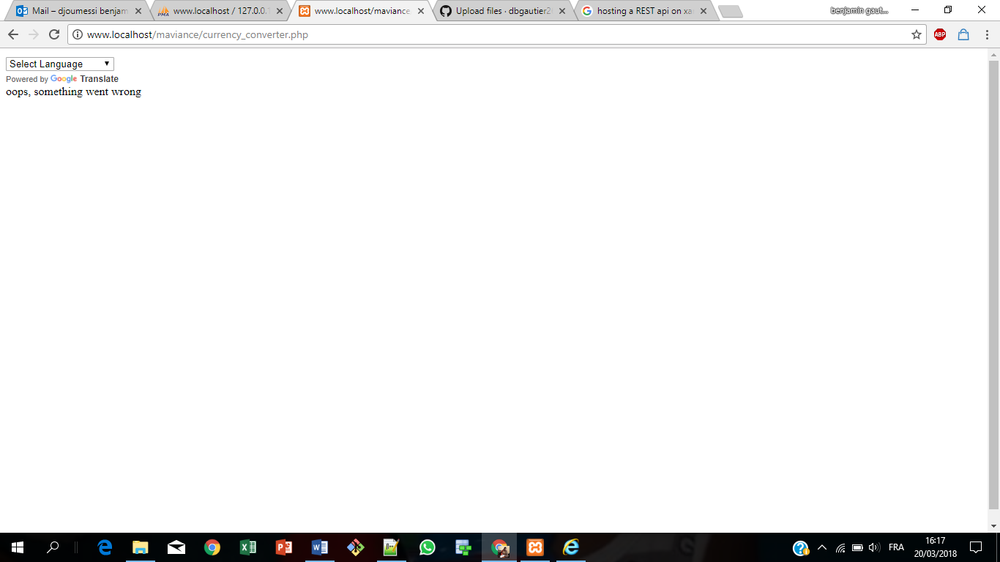 Mail – djoumessi benjam
www.localhost / 127.0.0.1
www.localhost/maviance
Upload files · dbgautier2
hosting a REST api on xa
benjamin gaut...
www.localhost/maviance/currency_converter.php
ABP
Select Language
Powered by Google Translate
oops, something went wrong
FRA
16:17
20/03/2018